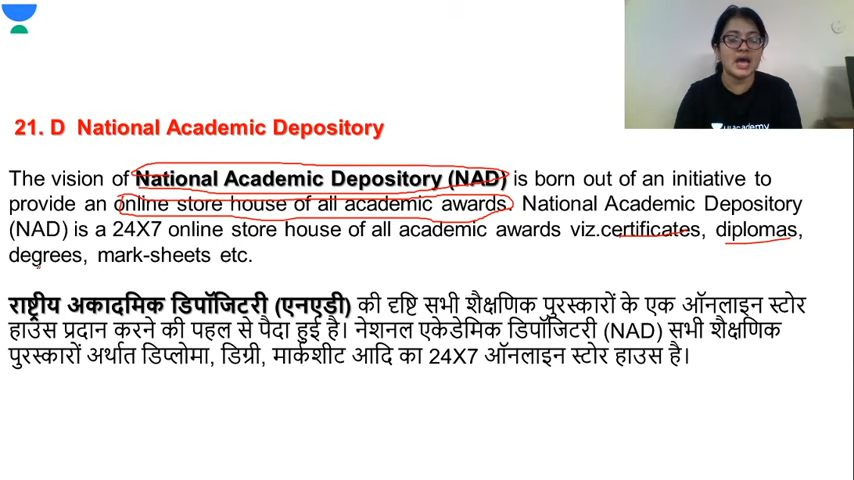 unacademy
21. D National Academic Depository
The vision of National Academic Depository (NAD) is born out of an initiative to
provide an online store house of all academic awards. National Academic Depository
(NAD) is a 24X7 online store house of all academic awards viz.certificates, diplomas,
degrees, mark-sheets etc.
राष्ट्रीय अकादमिक डिपॉजिटरी (एनएडी) की दृष्टि सभी शैक्षणिक पुरस्कारों के एक ऑनलाइन स्टोर
हाउस प्रदान करने की पहल से पैदा हुई है। नेशनल एकेडेमिक डिपॉजिटरी (NAD) सभी शैक्षणिक
पुरस्कारों अर्थात डिप्लोमा, डिग्री, मार्कशीट आदि का 24X7 ऑनलाइन स्टोर हाउस है।